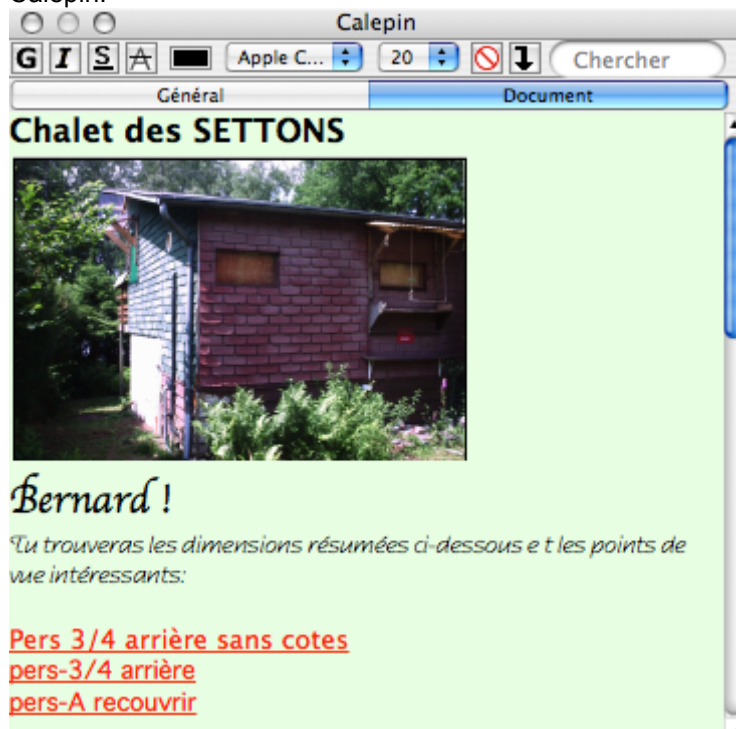 Calepin.
Calepin
G I S A Apple C... 20 Chercher
Général Document
Chalet des SETTONS
Bernard !
Tu trouveras les dimensions résumées ci-dessous e t les points de
vue intéressants:
Pers 3/4 arrière sans cotes
pers-3/4 arrière
pers-A recouvrir